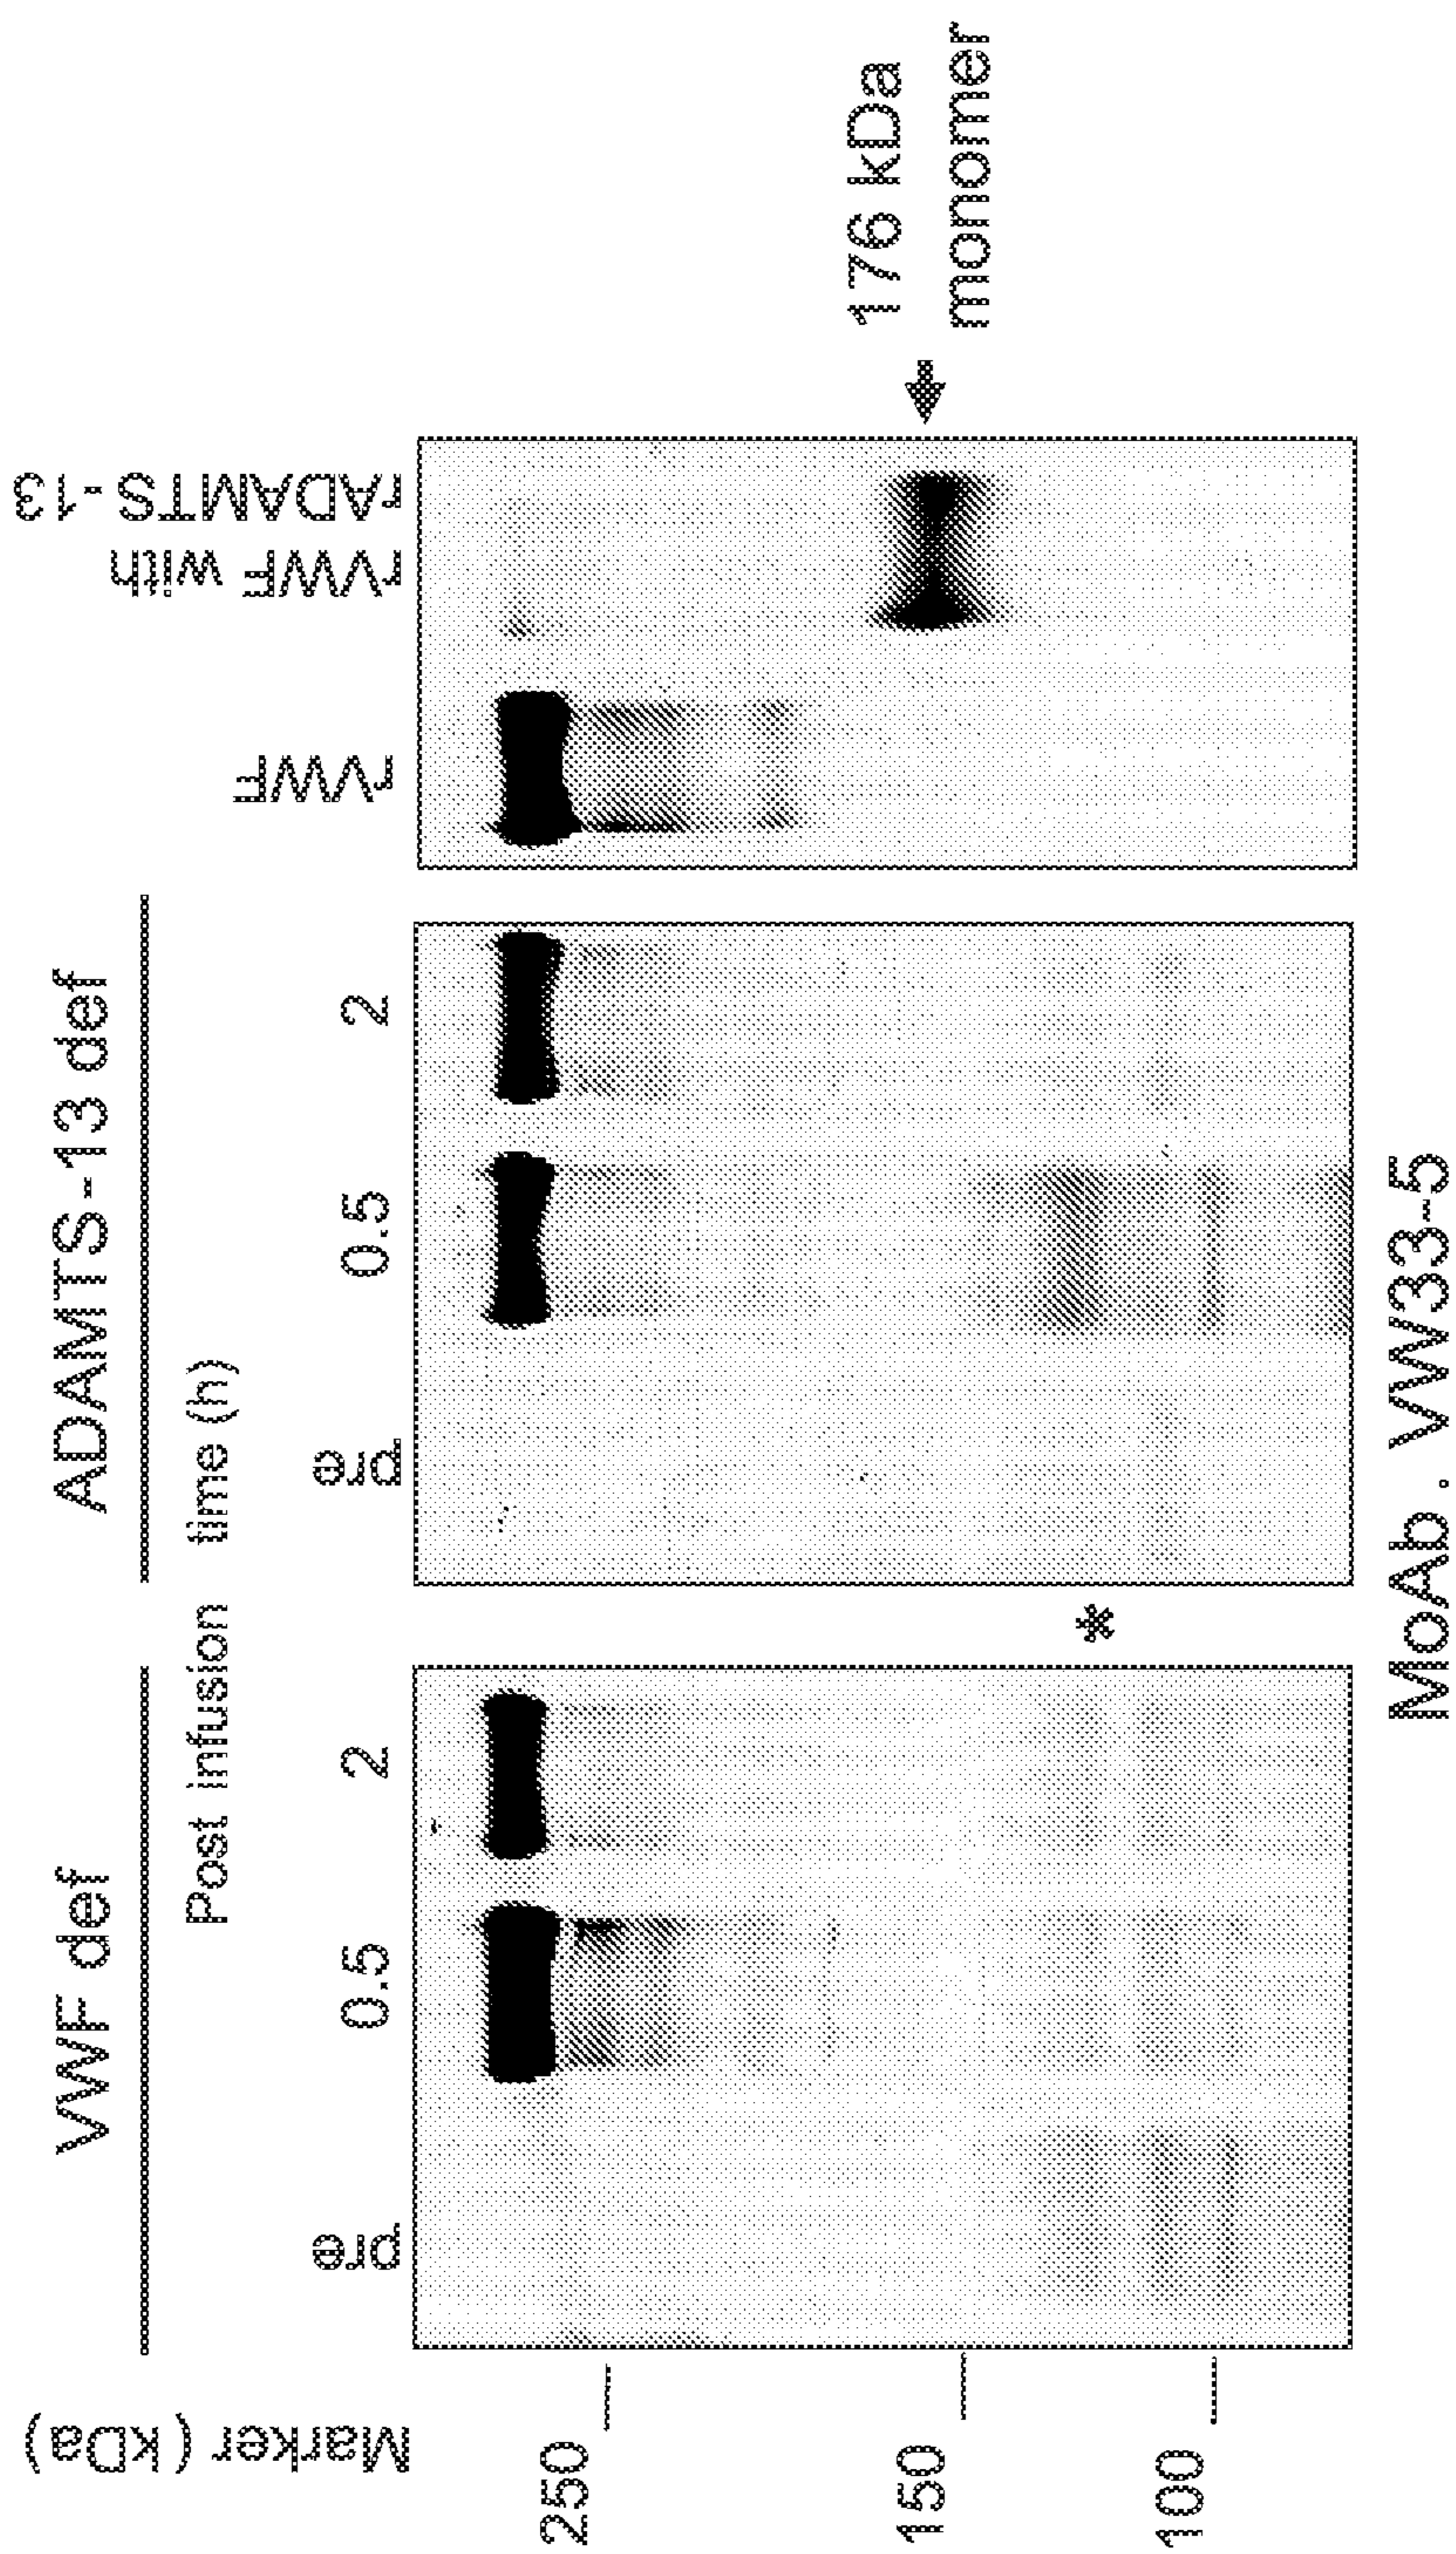 VWF def
ADAMTS-13 def
Post infusion time (h)
Marker (kDa)
pre
0.5
2
pre
0.5
2
rVWF
rVWF with
rADAMTS-13
250
150
100
*
176 kDa
monomer
MoAb. VW33-5